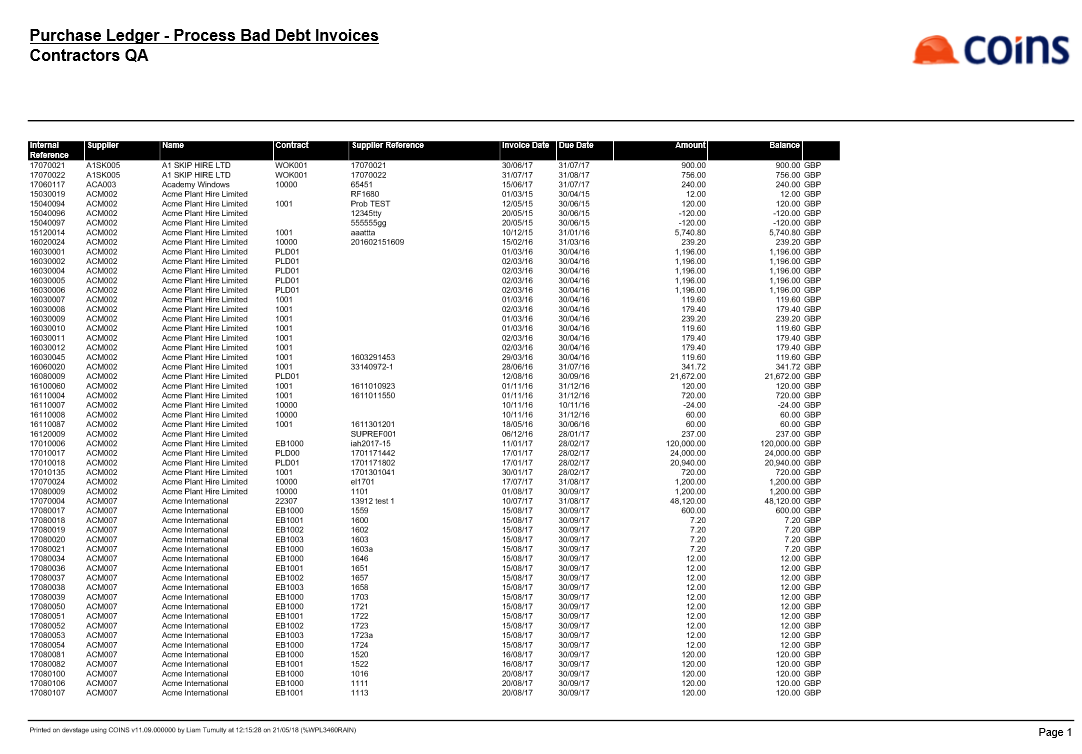 Purchase Ledger - Process Bad Debt Invoices
Contractors QA
COINS
Internal Reference Supplier Name Contract Supplier Reference Invoice Date Due Date Amount Balance
17070021 A1SK005 A1 SKIP HIRE LTD WOK001 17070021 30/06/17 31/07/17 900.00 900.00 GBP
17070022 A1SK005 A1 SKIP HIRE LTD WOK001 17070022 31/07/17 31/08/17 756.00 756.00 GBP
17060117 ACA003 Academy Windows 10000 65451 15/06/17 31/07/17 240.00 240.00 GBP
15030019 ACM002 Acme Plant Hire Limited RF1680 01/03/15 30/04/15 12.00 12.00 GBP
15040094 ACM002 Acme Plant Hire Limited 1001 Prob TEST 12/05/15 30/06/15 120.00 120.00 GBP
15040096 ACM002 Acme Plant Hire Limited 12345tty 20/05/15 30/06/15 -120.00 -120.00 GBP
15040097 ACM002 Acme Plant Hire Limited 555555gg 20/05/15 30/06/15 -120.00 -120.00 GBP
15120014 ACM002 Acme Plant Hire Limited 1001 aaattta 10/12/15 31/01/16 5,740.80 5,740.80 GBP
16020024 ACM002 Acme Plant Hire Limited 10000 201602151609 15/02/16 31/03/16 239.20 239.20 GBP
16030001 ACM002 Acme Plant Hire Limited PLD01 01/03/16 30/04/16 1,196.00 1,196.00 GBP
16030002 ACM002 Acme Plant Hire Limited PLD01 02/03/16 30/04/16 1,196.00 1,196.00 GBP
16030004 ACM002 Acme Plant Hire Limited PLD01 02/03/16 30/04/16 1,196.00 1,196.00 GBP
16030005 ACM002 Acme Plant Hire Limited PLD01 02/03/16 30/04/16 1,196.00 1,196.00 GBP
16030006 ACM002 Acme Plant Hire Limited PLD01 02/03/16 30/04/16 1,196.00 1,196.00 GBP
16030007 ACM002 Acme Plant Hire Limited 1001 01/03/16 30/04/16 119.60 119.60 GBP
16030008 ACM002 Acme Plant Hire Limited 1001 02/03/16 30/04/16 179.40 179.40 GBP
16030009 ACM002 Acme Plant Hire Limited 1001 01/03/16 30/04/16 239.20 239.20 GBP
16030010 ACM002 Acme Plant Hire Limited 1001 01/03/16 30/04/16 119.60 119.60 GBP
16030011 ACM002 Acme Plant Hire Limited 1001 02/03/16 30/04/16 179.40 179.40 GBP
16030012 ACM002 Acme Plant Hire Limited 1001 02/03/16 30/04/16 179.40 179.40 GBP
16030045 ACM002 Acme Plant Hire Limited 1001 1603291453 29/03/16 30/04/16 119.60 119.60 GBP
16060020 ACM002 Acme Plant Hire Limited 1001 33140972-1 28/06/16 31/07/16 341.72 341.72 GBP
16080009 ACM002 Acme Plant Hire Limited PLD01 12/08/16 30/09/16 21,672.00 21,672.00 GBP
16100060 ACM002 Acme Plant Hire Limited 1001 1611010923 01/11/16 31/12/16 120.00 120.00 GBP
16110004 ACM002 Acme Plant Hire Limited 1001 1611011550 01/11/16 31/12/16 720.00 720.00 GBP
16110007 ACM002 Acme Plant Hire Limited 10000 10/11/16 10/11/16 -24.00 -24.00 GBP
16110008 ACM002 Acme Plant Hire Limited 10000 10/11/16 31/12/16 60.00 60.00 GBP
16110087 ACM002 Acme Plant Hire Limited 1001 1611301201 18/05/16 30/06/16 60.00 60.00 GBP
16120009 ACM002 Acme Plant Hire Limited SUPREF001 06/12/16 28/01/17 237.00 237.00 GBP
17010006 ACM002 Acme Plant Hire Limited EB1000 iah2017-15 11/01/17 28/02/17 120,000.00 120,000.00 GBP
17010017 ACM002 Acme Plant Hire Limited PLD00 1701171442 17/01/17 28/02/17 24,000.00 24,000.00 GBP
17010018 ACM002 Acme Plant Hire Limited PLD01 1701171802 17/01/17 28/02/17 20,940.00 20,940.00 GBP
17010135 ACM002 Acme Plant Hire Limited 1001 1701301041 30/01/17 28/02/17 720.00 720.00 GBP
17070024 ACM002 Acme Plant Hire Limited 10000 el1701 17/07/17 31/08/17 1,200.00 1,200.00 GBP
17080009 ACM002 Acme Plant Hire Limited 10000 1101 01/08/17 30/09/17 1,200.00 1,200.00 GBP
17070004 ACM007 Acme International 22307 13912 test 1 10/07/17 31/08/17 48,120.00 48,120.00 GBP
17080017 ACM007 Acme International EB1000 1559 15/08/17 30/09/17 600.00 600.00 GBP
17080018 ACM007 Acme International EB1001 1600 15/08/17 30/09/17 7.20 7.20 GBP
17080019 ACM007 Acme International EB1002 1602 15/08/17 30/09/17 7.20 7.20 GBP
17080020 ACM007 Acme International EB1003 1603 15/08/17 30/09/17 7.20 7.20 GBP
17080021 ACM007 Acme International EB1000 1603a 15/08/17 30/09/17 7.20 7.20 GBP
17080034 ACM007 Acme International EB1000 1646 15/08/17 30/09/17 12.00 12.00 GBP
17080036 ACM007 Acme International EB1001 1651 15/08/17 30/09/17 12.00 12.00 GBP
17080037 ACM007 Acme International EB1002 1657 15/08/17 30/09/17 12.00 12.00 GBP
17080038 ACM007 Acme International EB1003 1658 15/08/17 30/09/17 12.00 12.00 GBP
17080039 ACM007 Acme International EB1000 1703 15/08/17 30/09/17 12.00 12.00 GBP
17080050 ACM007 Acme International EB1000 1721 15/08/17 30/09/17 12.00 12.00 GBP
17080051 ACM007 Acme International EB1001 1722 15/08/17 30/09/17 12.00 12.00 GBP
17080052 ACM007 Acme International EB1002 1723 15/08/17 30/09/17 12.00 12.00 GBP
17080053 ACM007 Acme International EB1003 1723a 15/08/17 30/09/17 12.00 12.00 GBP
17080054 ACM007 Acme International EB1000 1724 15/08/17 30/09/17 12.00 12.00 GBP
17080081 ACM007 Acme International EB1000 1520 16/08/17 30/09/17 120.00 120.00 GBP
17080082 ACM007 Acme International EB1001 1522 16/08/17 30/09/17 120.00 120.00 GBP
17080100 ACM007 Acme International EB1000 1016 20/08/17 30/09/17 120.00 120.00 GBP
17080106 ACM007 Acme International EB1000 1111 20/08/17 30/09/17 120.00 120.00 GBP
17080107 ACM007 Acme International EB1001 1113 20/08/17 30/09/17 120.00 120.00 GBP
Printed on devstage using COINS v11.09.000000 by Liam Tumulty at 12:15:28 on 21/05/18 (%WPL3460RAIN)
Page 1